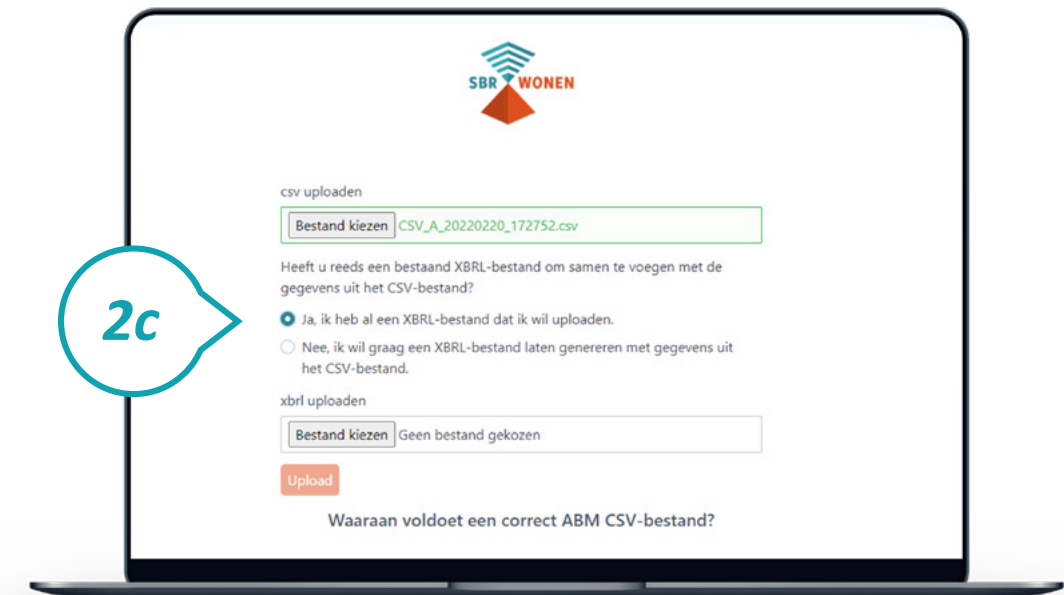 SBR WONEN
csv uploaden
Bestand kiezen CSV_A_20220220_172752.csv
Heeft u reeds een bestaand XBRL-bestand om samen te voegen met de
gegevens uit het CSV-bestand?
2c
Ja, ik heb al een XBRL-bestand dat ik wil uploaden.
Nee, ik wil graag een XBRL-bestand laten genereren met gegevens uit
het CSV-bestand.
xbrl uploaden
Bestand kiezen Geen bestand gekozen
Upload
Waaraan voldoet een correct ABM CSV-bestand?